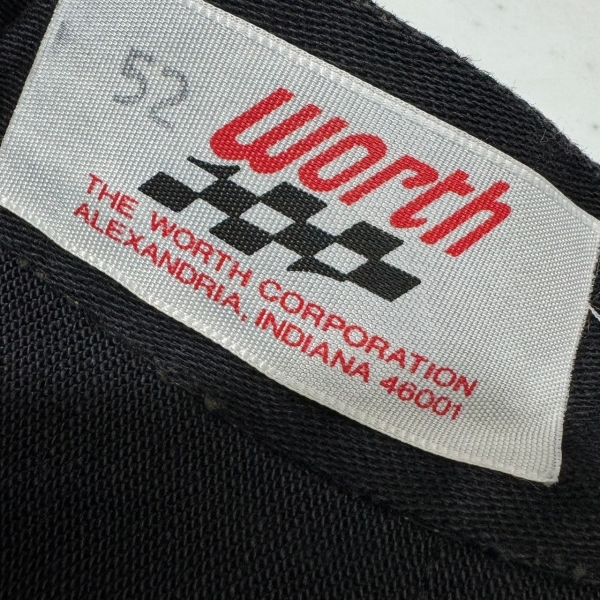 52
worth
THE WORTH CORPORATION
ALEXANDRIA, INDIANA 46001